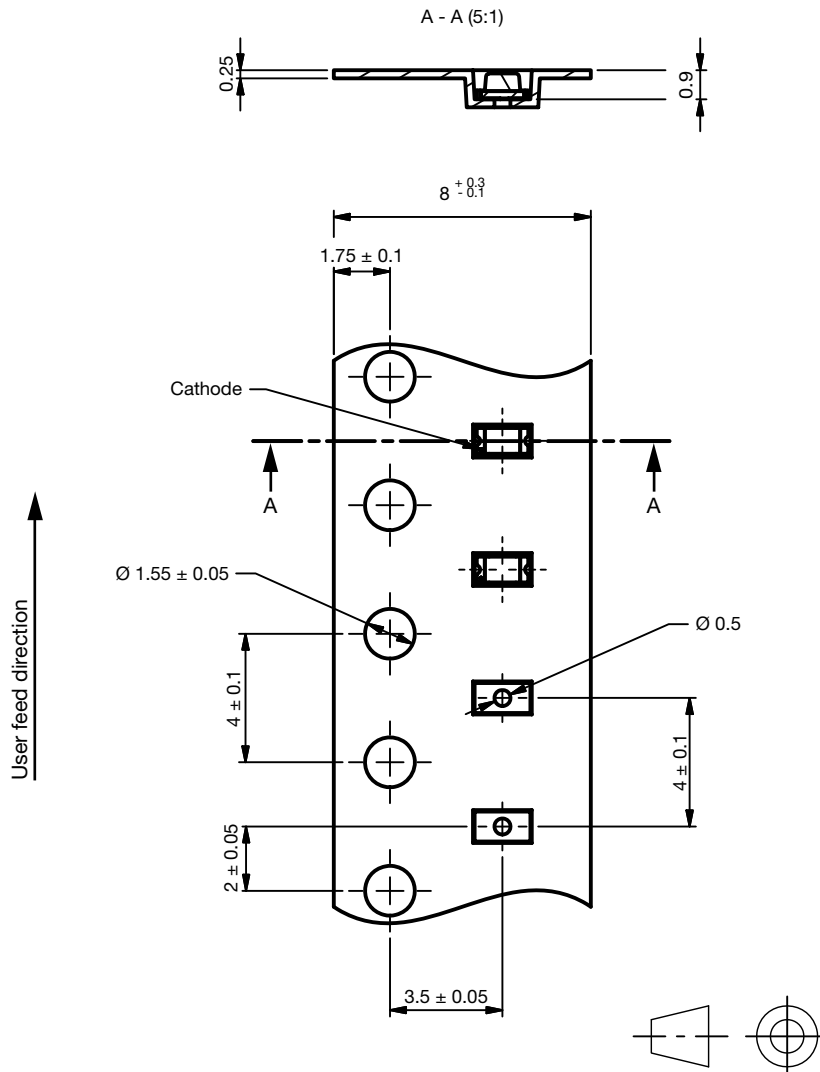 A - A (5:1)
0.25
0.9
8 + 0.3 - 0.1
1.75 ± 0.1
Cathode
A
A
Ø 1.55 ± 0.05
Ø 0.5
User feed direction
4 ± 0.1
4 ± 0.1
2 ± 0.05
3.5 ± 0.05